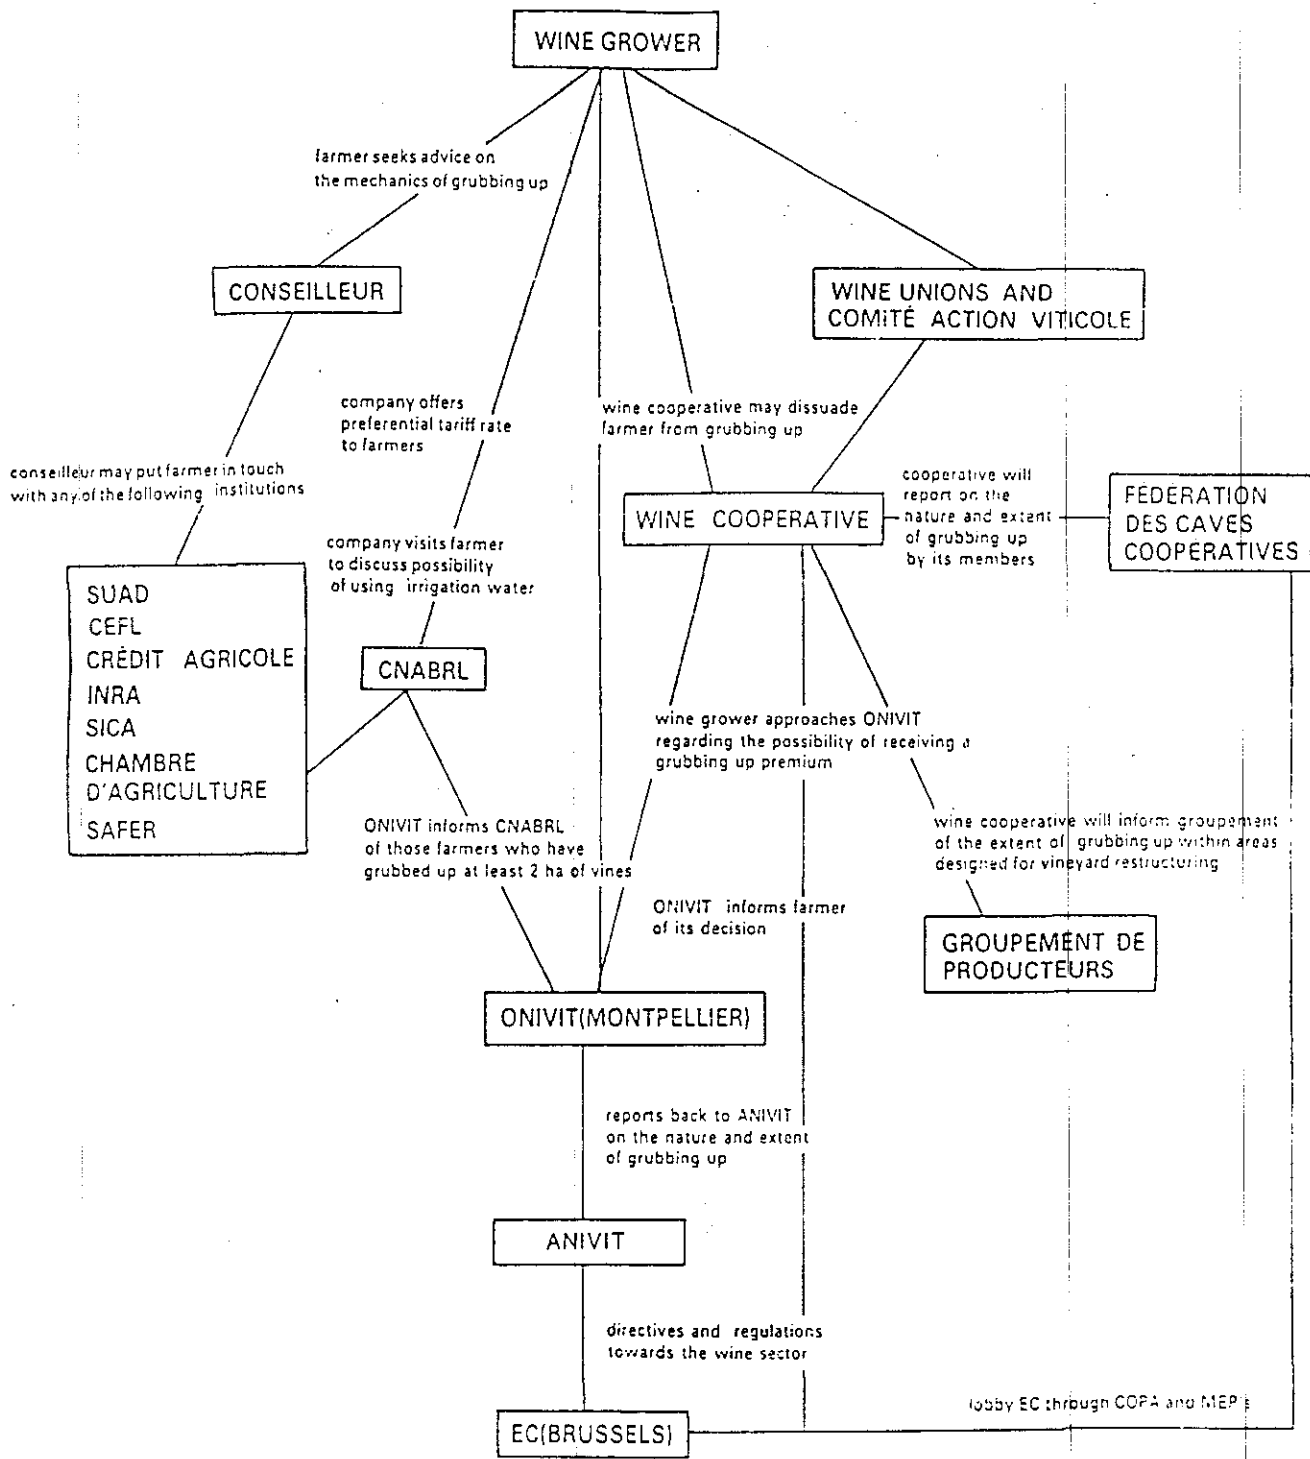 WINE GROWER
farmer seeks advice on
the mechanics of grubbing up
CONSEILLEUR
WINE UNIONS AND
COMITÉ ACTION VITICOLE
company offers
preferential tariff rate
to farmers
wine cooperative may dissuade
farmer from grubbing up
conseilleur may put farmer in touch
with any of the following institutions
cooperative will
report on the
nature and extent
of grubbing up
by its members
WINE COOPERATIVE
FÉDÉRATION
DES CAVES
COOPÉRATIVES
company visits farmer
to discuss possibility
of using irrigation water
SUAD
CEFL
CRÉDIT AGRICOLE
INRA
SICA
CHAMBRE
D'AGRICULTURE
SAFER
CNABRL
wine grower approaches ONIVIT
regarding the possibility of receiving a
grubbing up premium
ONIVIT informs CNABRL
of those farmers who have
grubbed up at least 2 ha of vines
wine cooperative will inform groupement
of the extent of grubbing up within areas
designed for vineyard restructuring
ONIVIT informs farmer
of its decision
GROUPEMENT DE
PRODUCTEURS
ONIVIT(MONTPELLIER)
reports back to ANIVIT
on the nature and extent
of grubbing up
ANIVIT
directives and regulations
towards the wine sector
lobby EC through COPA and MEP's
EC(BRUSSELS)